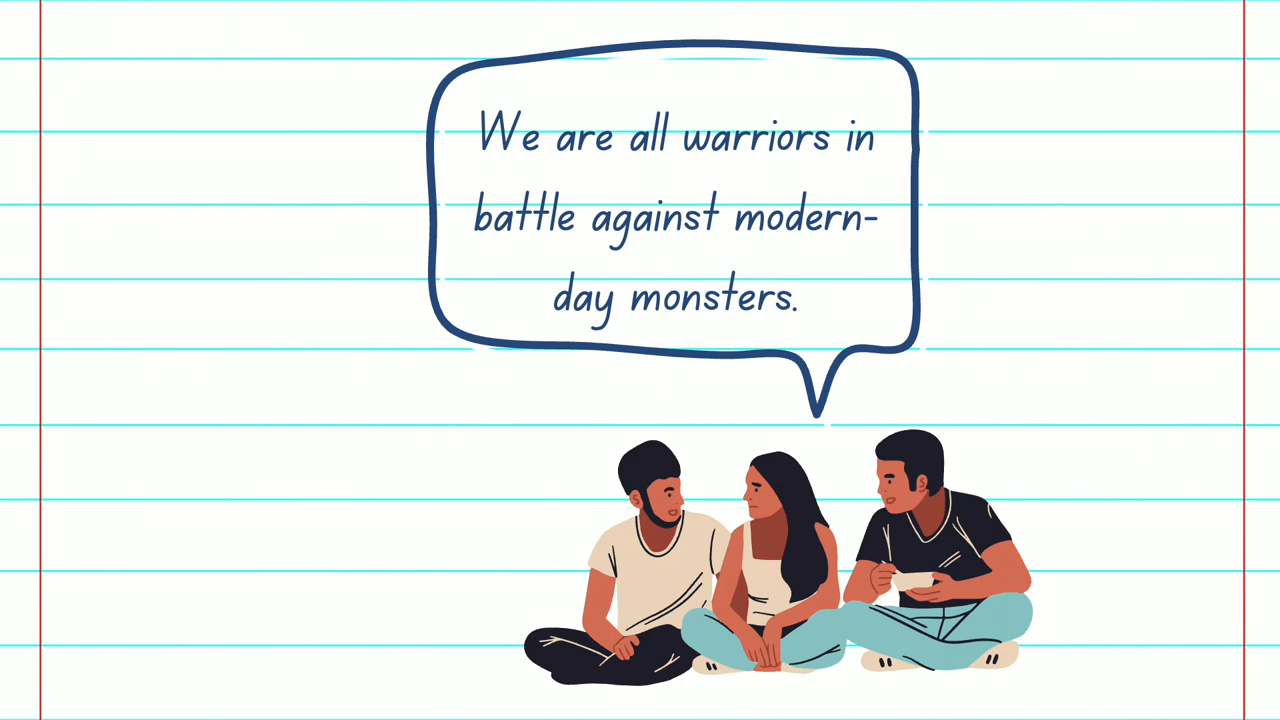 We are all warriors in
battle against modern-
day monsters.